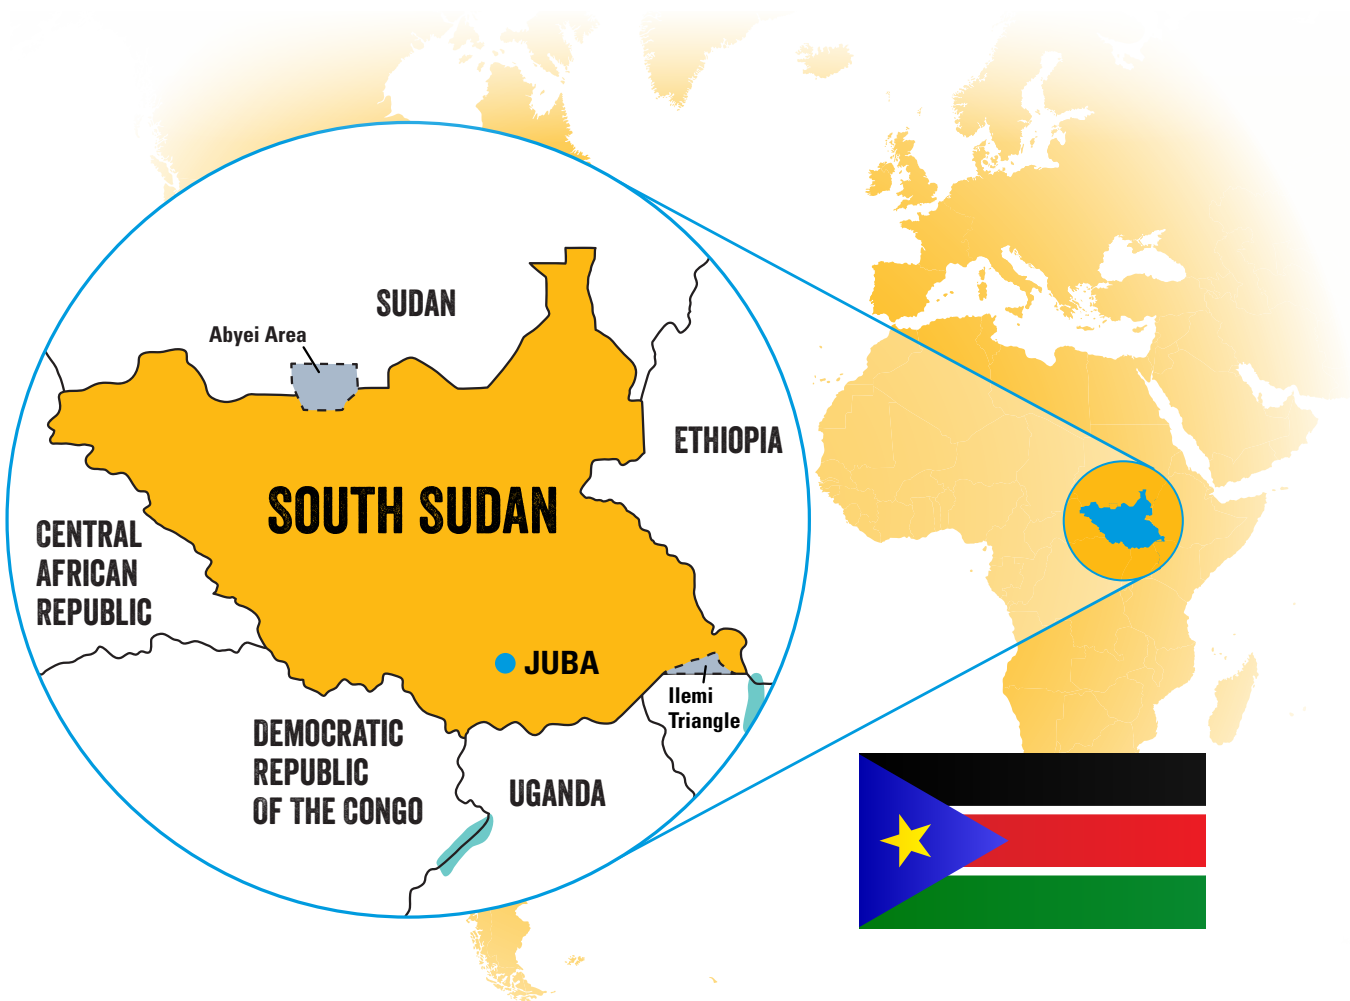 SUDAN
Abyei Area
ETHIOPIA
SOUTH SUDAN
CENTRAL
AFRICAN
REPUBLIC
JUBA
Ilemi
Triangle
DEMOCRATIC
REPUBLIC
OF THE CONGO
UGANDA